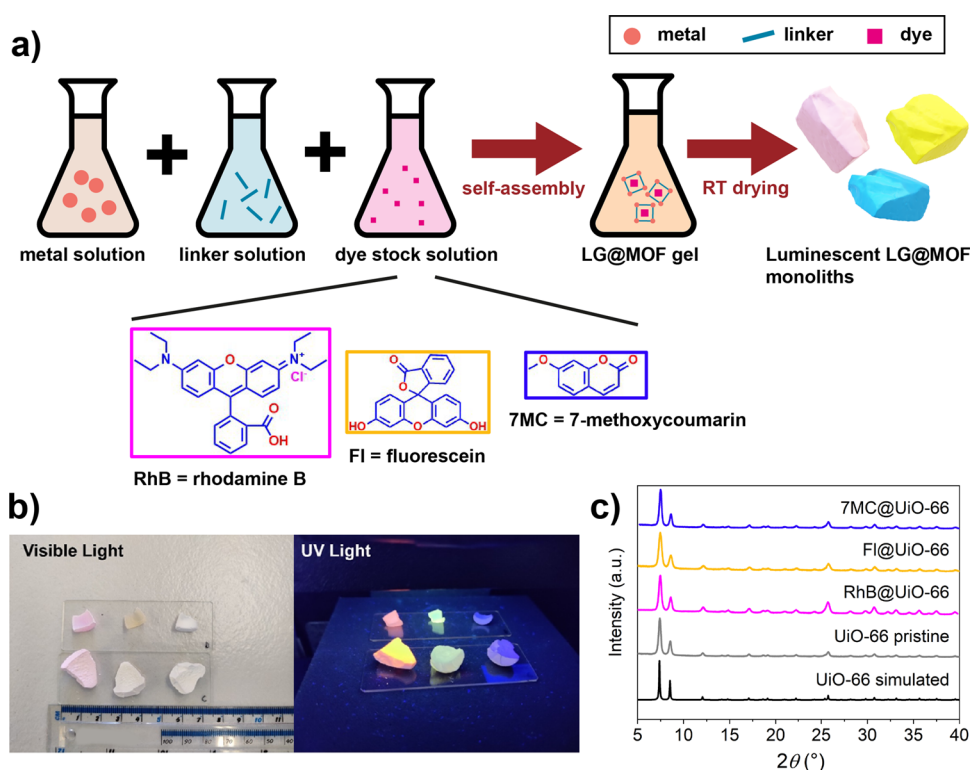 a)
metal
linker
dye
self-assembly
RT drying
metal solution
linker solution
dye stock solution
LG@MOF gel
Luminescent LG@MOF
monoliths
N
O
N⁺
Cl⁻
O
OH
RhB = rhodamine B
O
O
HO
O
OH
Fl = fluorescein
O
O
O
7MC = 7-methoxycoumarin
b)
Visible Light
UV Light
c)
Intensity (a.u.)
7MC@UiO-66
Fl@UiO-66
RhB@UiO-66
UiO-66 pristine
UiO-66 simulated
5 10 15 20 25 30 35 40
2θ (°)